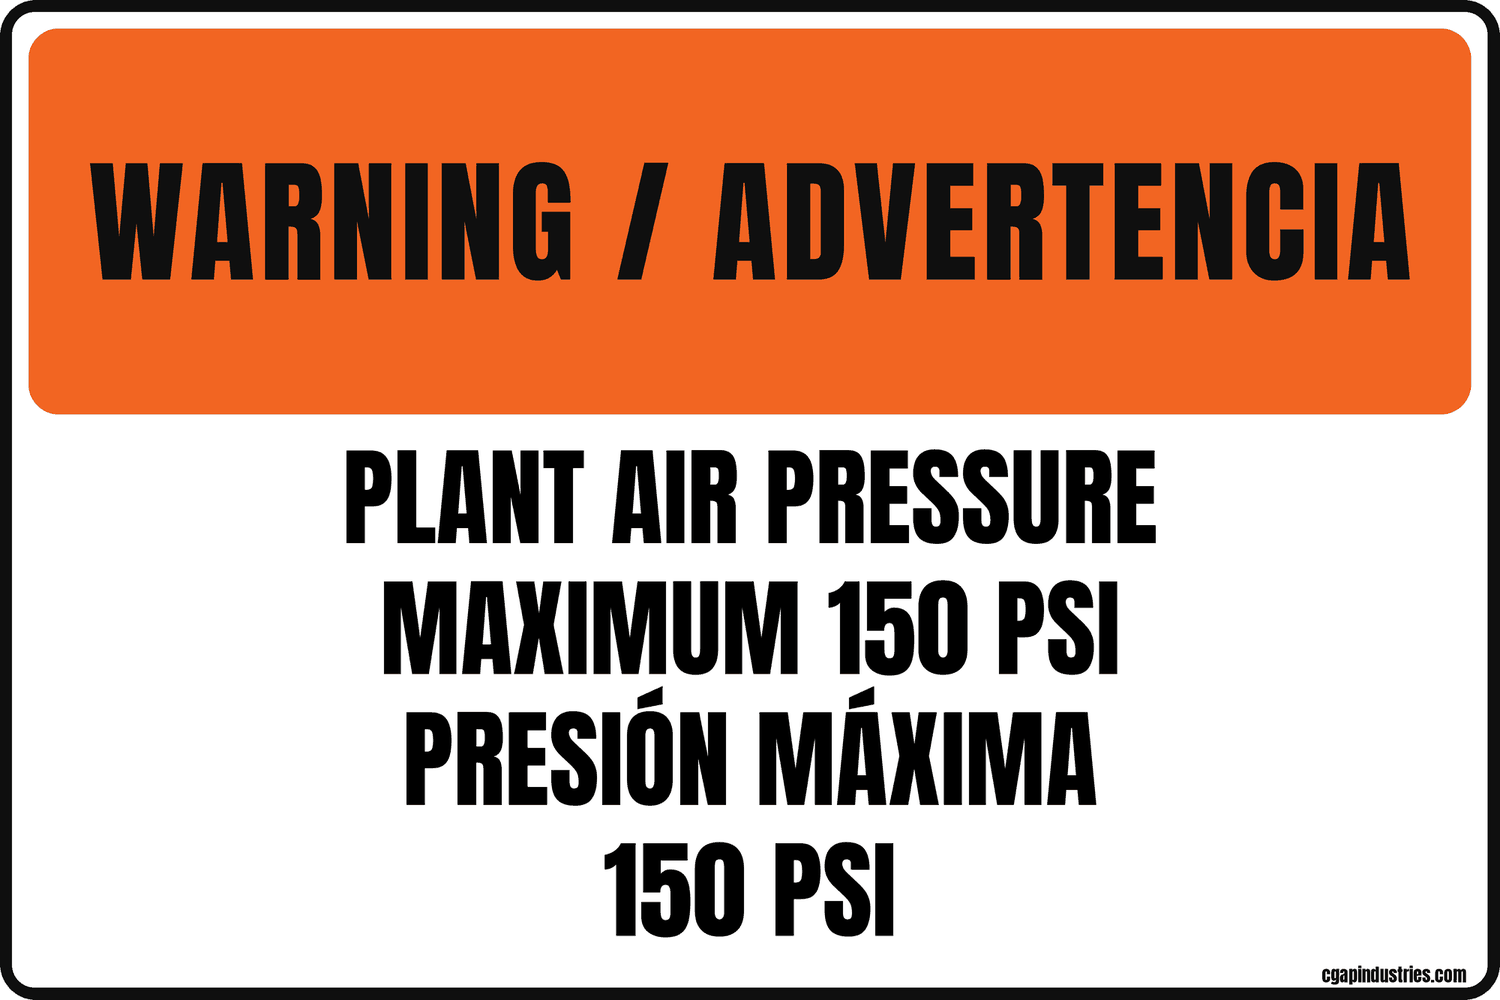 WARNING / ADVERTENCIA
PLANT AIR PRESSURE
MAXIMUM 150 PSI
PRESIÓN MÁXIMA
150 PSI
cgapindustries.com